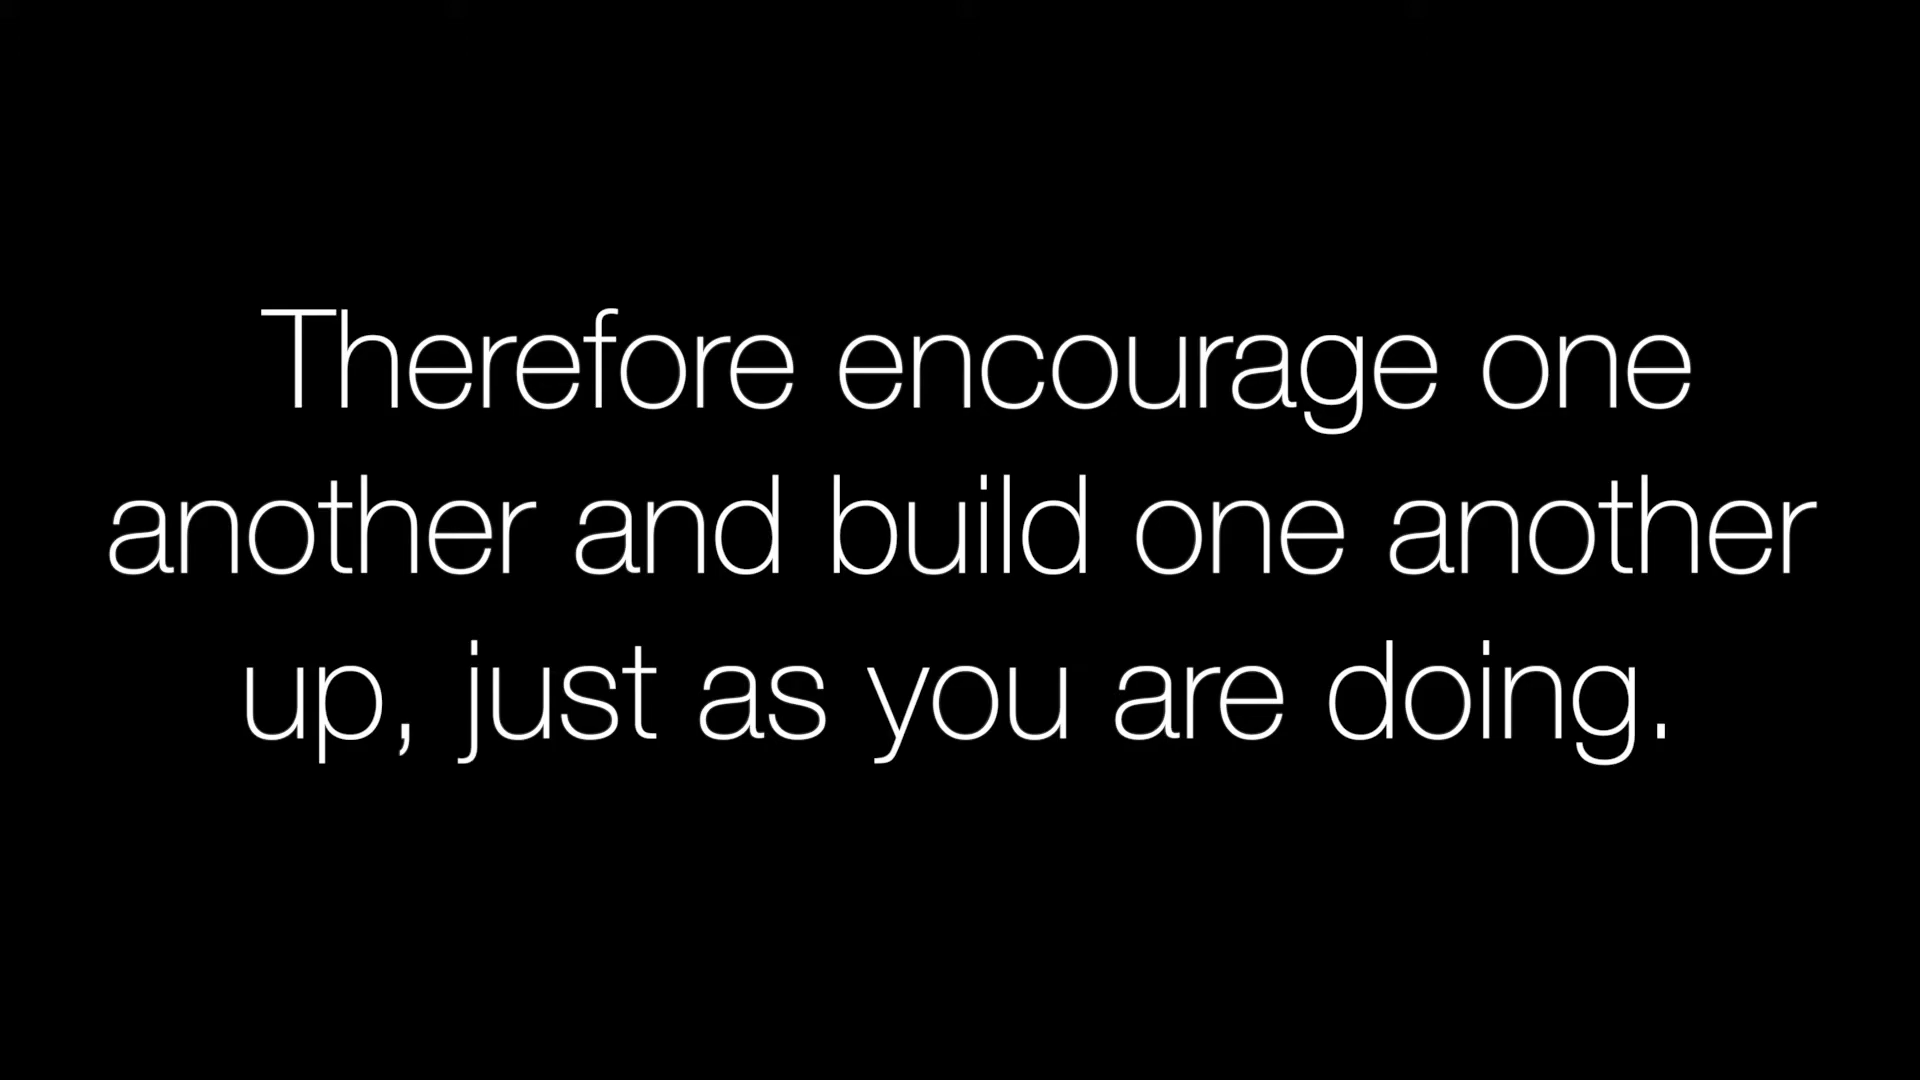 Therefore encourage one
another and build one another
up, just as you are doing.